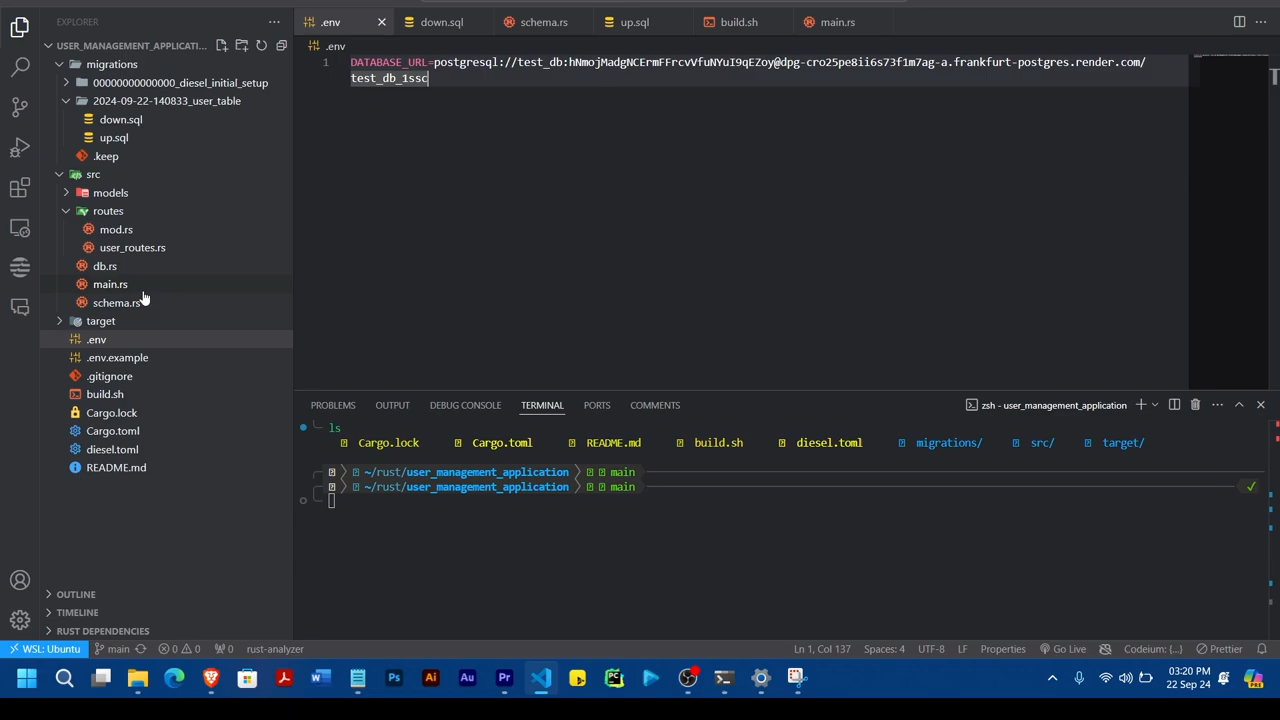 EXPLORER
.env
down.sql
schema.rs
up.sql
build.sh
main.rs
USER_MANAGEMENT_APPLICATI...
.env
migrations
00000000000000_diesel_initial_setup
2024-09-22-140833_user_table
down.sql
up.sql
.keep
src
models
routes
mod.rs
user_routes.rs
db.rs
main.rs
schema.rs
target
.env
.env.example
.gitignore
build.sh
Cargo.lock
Cargo.toml
diesel.toml
README.md
OUTLINE
TIMELINE
RUST DEPENDENCIES
1 DATABASE_URL=postgresql://test_db:hNmojMadgNCErmFFrcvVfuNYuI9qEZoy@dpg-cro25pe8ii6s73f1m7ag-a.frankfurt-postgres.render.com/
test_db_1ssc
PROBLEMS OUTPUT DEBUG CONSOLE TERMINAL PORTS COMMENTS
zsh - user_management_application
ls
Cargo.lock Cargo.toml README.md build.sh diesel.toml migrations/ src/ target/
~/rust/user_management_application main
~/rust/user_management_application main
WSL: Ubuntu main 0 0 0 rust-analyzer Ln 1, Col 137 Spaces: 4 UTF-8 LF Properties Go Live Codeium: {...} Prettier
03:20 PM
22 Sep 24